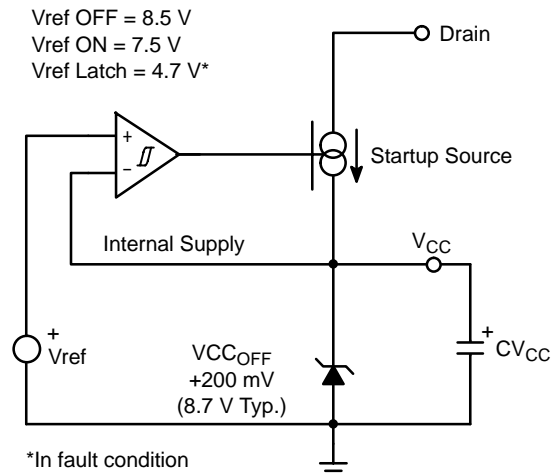 Vref OFF = 8.5 V
Vref ON = 7.5 V
Vref Latch = 4.7 V*
Drain
+
−
Startup Source
Internal Supply
VCC
+
Vref
VCCOFF
+200 mV
(8.7 V Typ.)
+
CVCC
*In fault condition